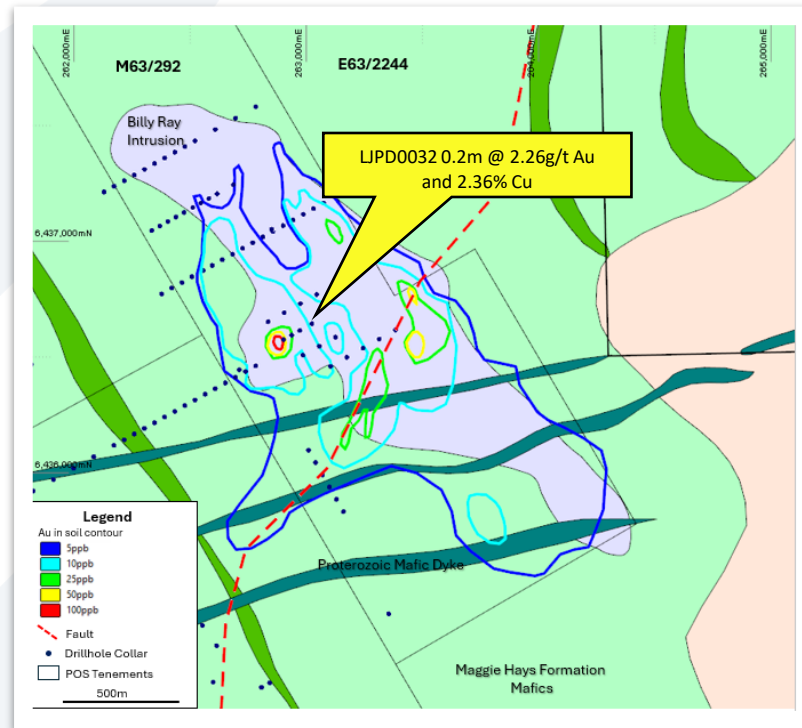 262,000mE
263,000mE
264,000mE
265,000mE
M63/292
E63/2244
Billy Ray
Intrusion
LJPD0032 0.2m @ 2.26g/t Au
and 2.36% Cu
6,437,000mN
6,436,000mN
Legend
Au in soil contour
5ppb
10ppb
25ppb
50ppb
100ppb
Fault
Drillhole Collar
POS Tenements
500m
Proterozoic Mafic Dyke
Maggie Hays Formation
Mafics